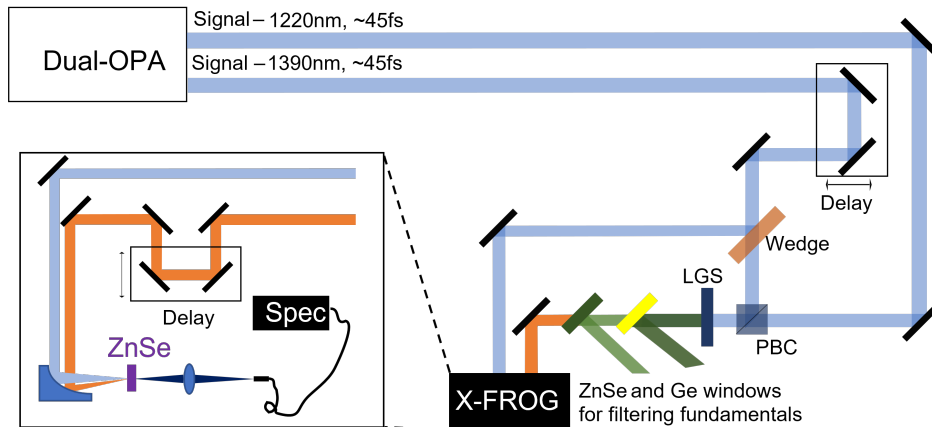 Signal – 1220nm, ~45fs
Dual-OPA
Signal – 1390nm, ~45fs
Delay
Wedge
LGS
PBC
Delay
Spec
ZnSe
X-FROG
ZnSe and Ge windows
for filtering fundamentals